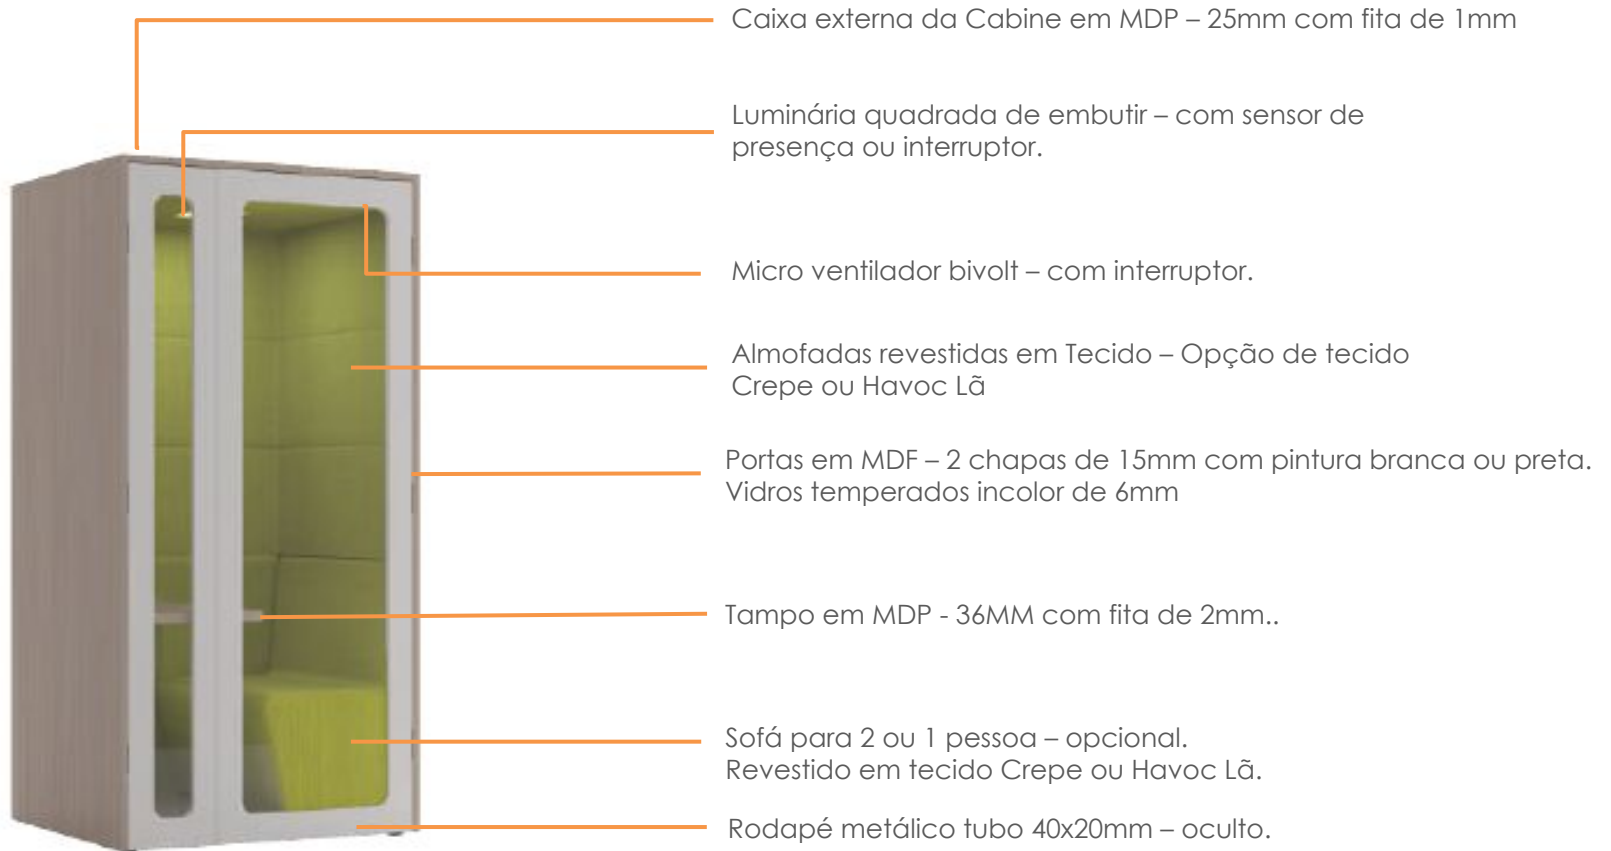 Caixa externa da Cabine em MDP – 25mm com fita de 1mm
Luminária quadrada de embutir – com sensor de
presença ou interruptor.
Micro ventilador bivolt – com interruptor.
Almofadas revestidas em Tecido – Opção de tecido
Crepe ou Havoc Lã
Portas em MDF – 2 chapas de 15mm com pintura branca ou preta.
Vidros temperados incolor de 6mm
Tampo em MDP - 36MM com fita de 2mm..
Sofá para 2 ou 1 pessoa – opcional.
Revestido em tecido Crepe ou Havoc Lã.
Rodapé metálico tubo 40x20mm – oculto.